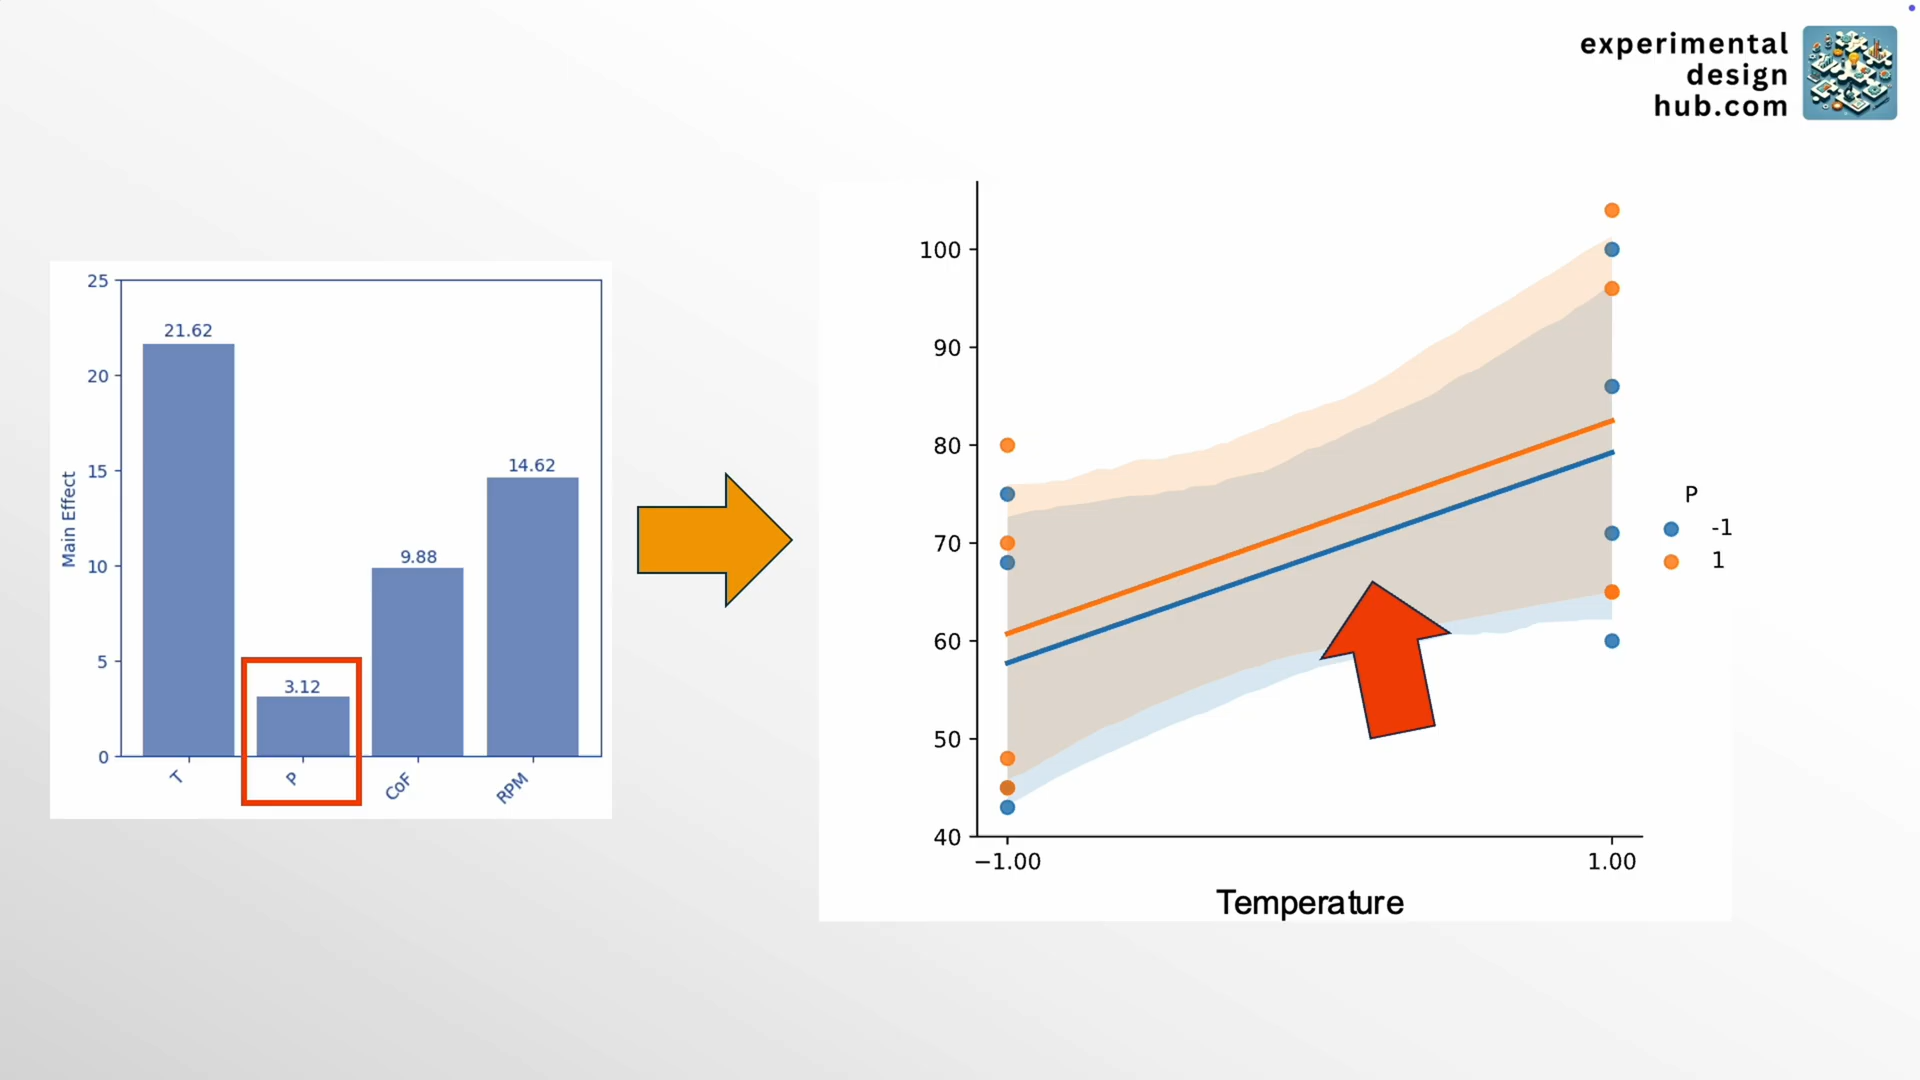 experimental
design
hub.com
25
20
15
10
5
0
Main Effect
21.62
3.12
9.88
14.62
T
P
CoF
RPM
100
90
80
70
60
50
40
−1.00
1.00
Temperature
P
-1
1